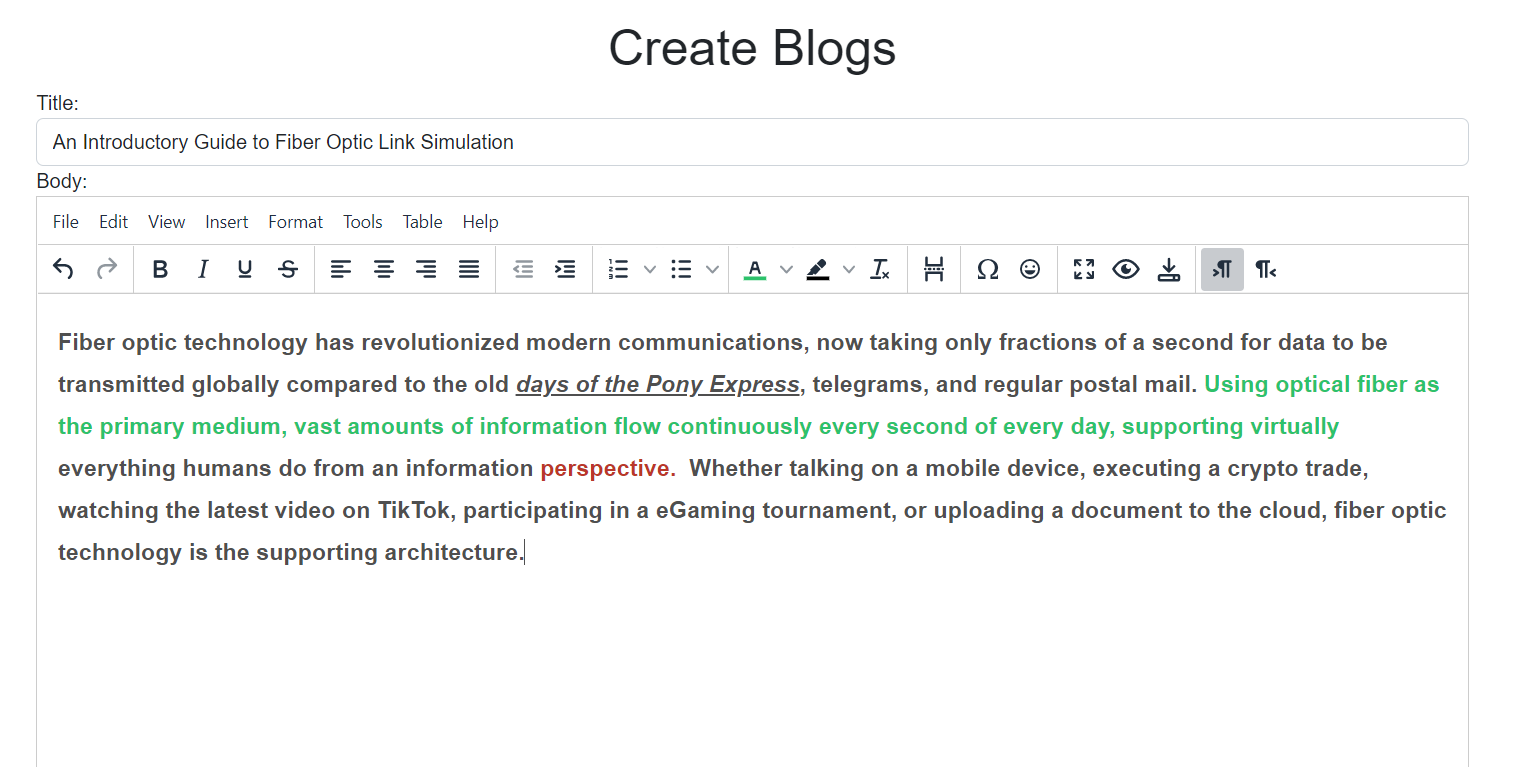 Create Blogs
Title:
An Introductory Guide to Fiber Optic Link Simulation
Body:
File Edit View Insert Format Tools Table Help
Fiber optic technology has revolutionized modern communications, now taking only fractions of a second for data to be
transmitted globally compared to the old days of the Pony Express, telegrams, and regular postal mail. Using optical fiber as
the primary medium, vast amounts of information flow continuously every second of every day, supporting virtually
everything humans do from an information perspective.  Whether talking on a mobile device, executing a crypto trade,
watching the latest video on TikTok, participating in a eGaming tournament, or uploading a document to the cloud, fiber optic
technology is the supporting architecture.